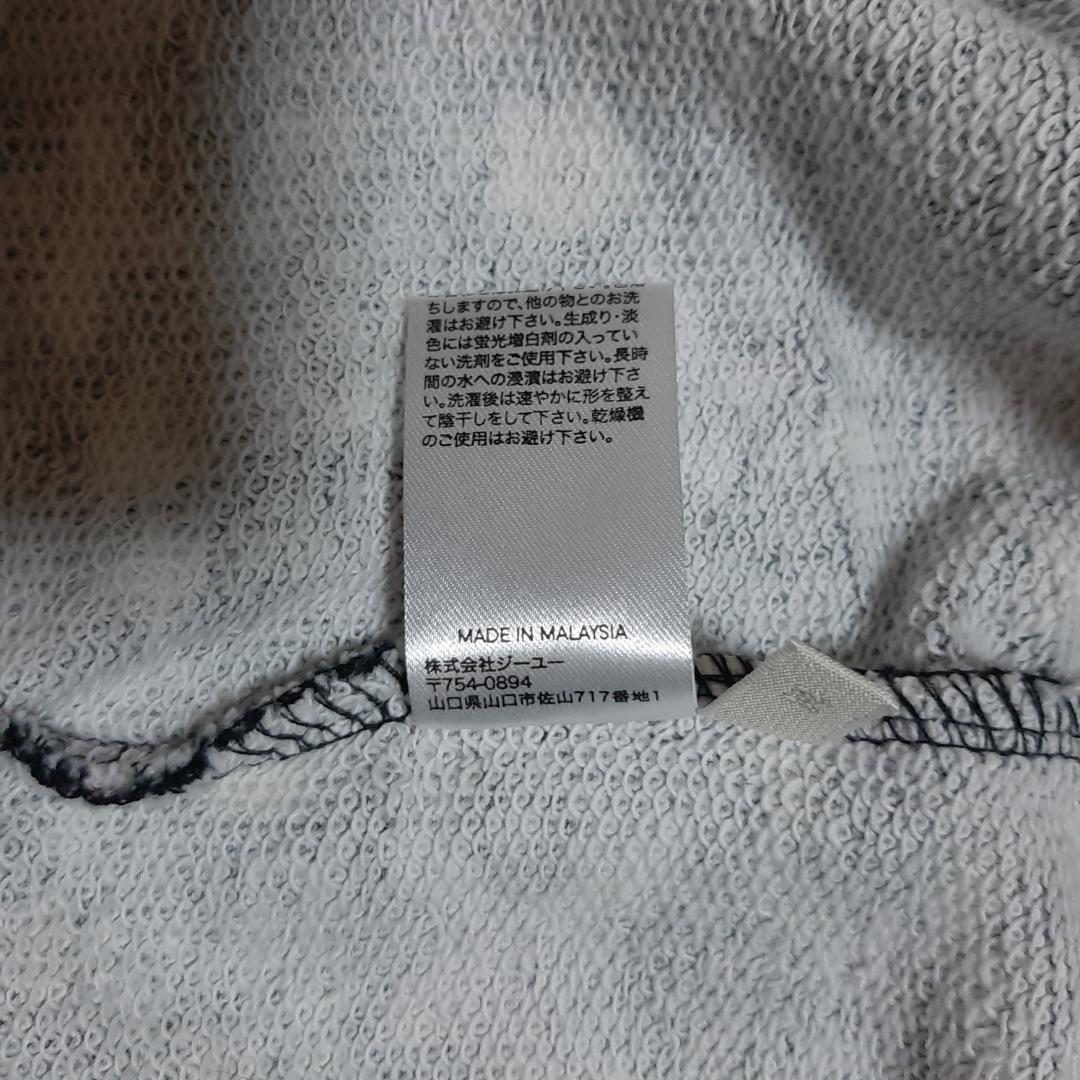 ちしますので、他の物とのお洗
濯はお避け下さい。生成り・淡
色には蛍光増白剤の入ってい
ない洗剤をご使用下さい。長時
間の水への浸漬はお避け下さ
い。洗濯後は速やかに形を整え
て陰干しをして下さい。乾燥機
のご使用はお避け下さい。
MADE IN MALAYSIA
株式会社ジーユー
〒754-0894
山口県山口市佐山717番地1